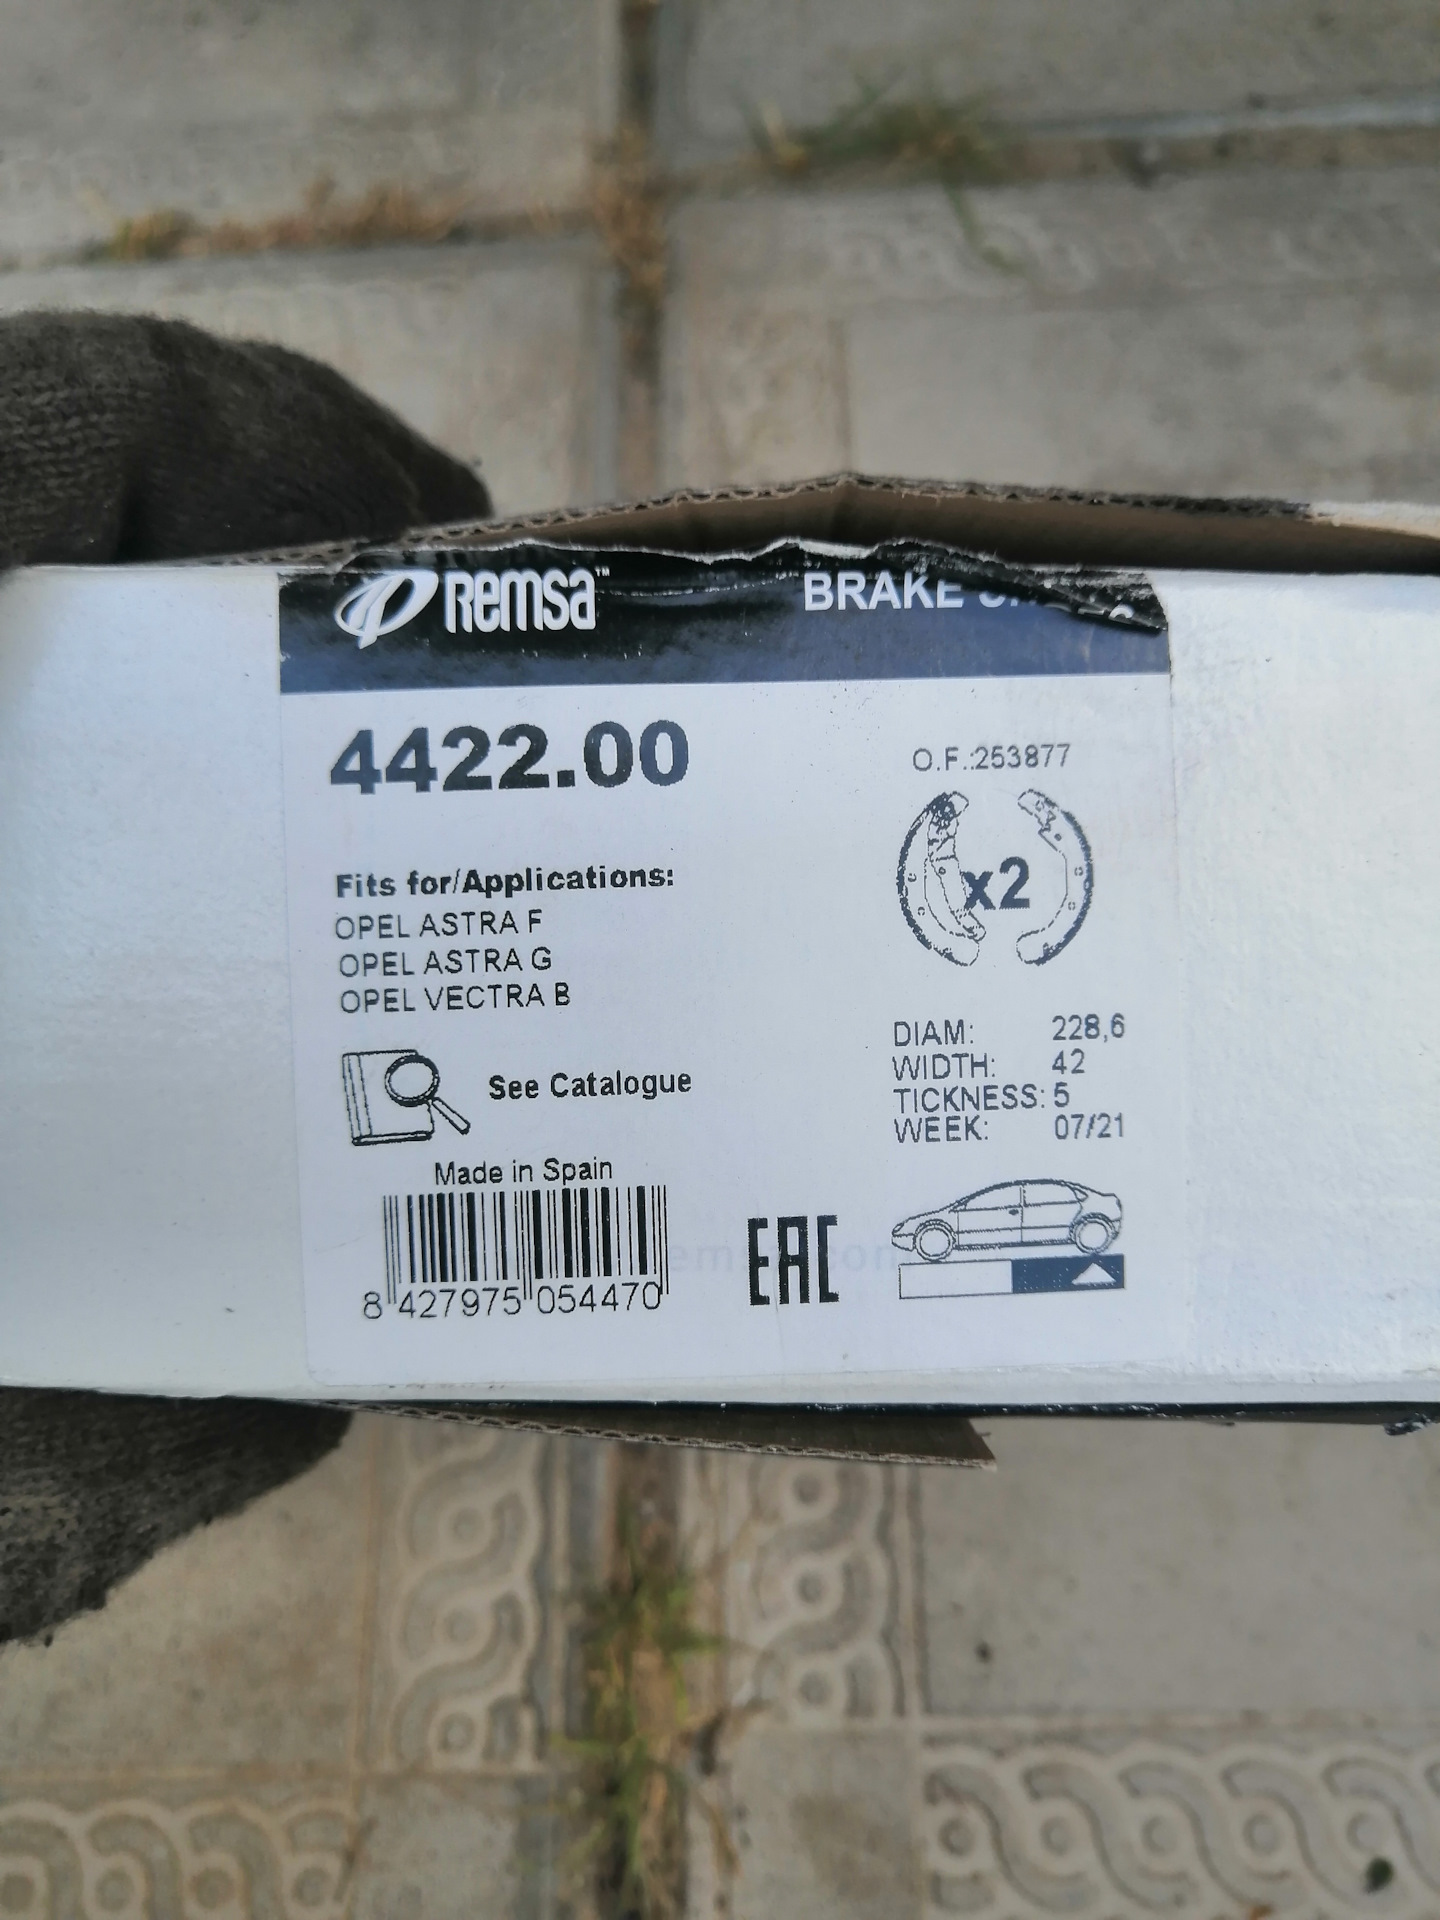 Remsa™
BRAKE
4422.00
O.F.:253877
x2
Fits for/Applications:
OPEL ASTRA F
OPEL ASTRA G
OPEL VECTRA B
DIAM: 228,6
WIDTH: 42
TICKNESS: 5
WEEK: 07/21
See Catalogue
Made in Spain
8 427975 054470
EAC